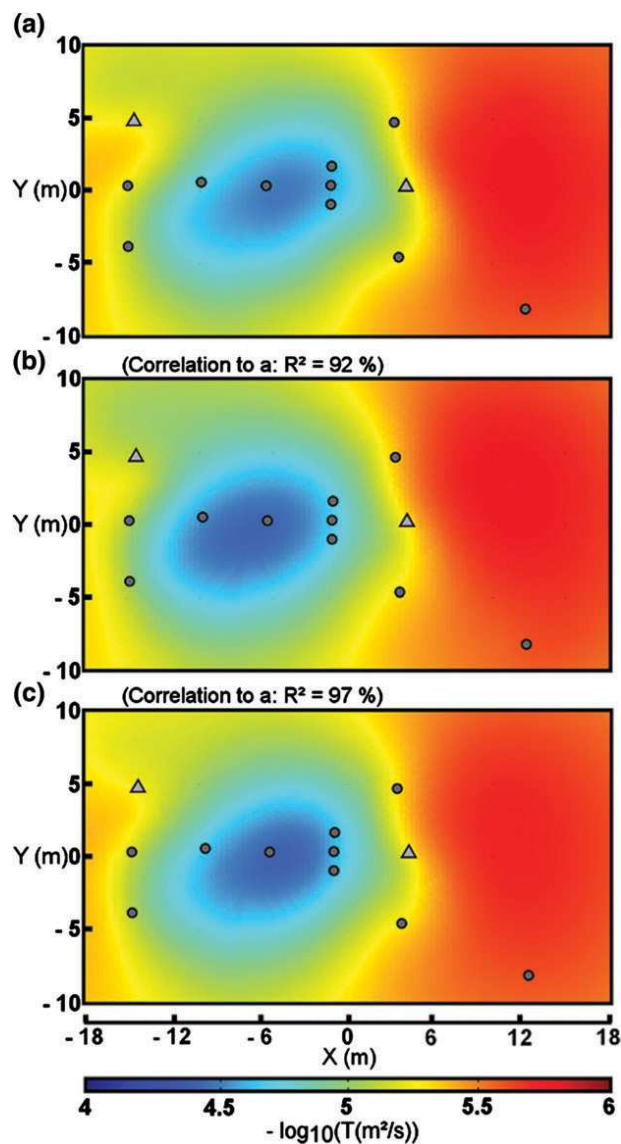 (a)
10
5
Y (m) 0
- 5
- 10
(b) (Correlation to a: R² = 92 %)
10
5
Y (m) 0
- 5
- 10
(c) (Correlation to a: R² = 97 %)
10
5
Y (m) 0
- 5
- 10
- 18 - 12 - 6 0 6 12 18
X (m)
4 4.5 5 5.5 6
- log10(T(m²/s))